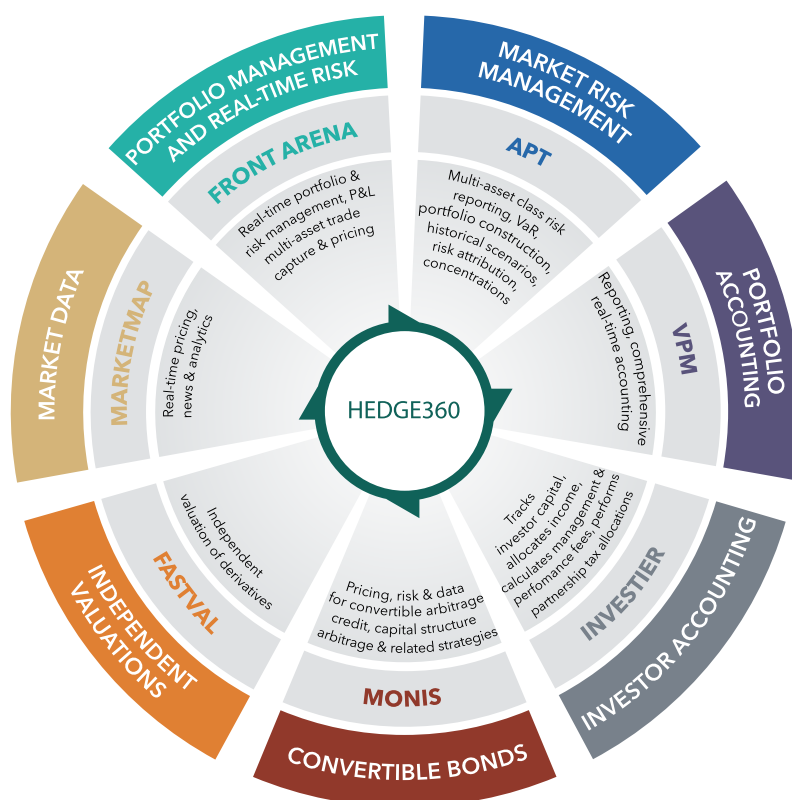 HEDGE360
PORTFOLIO MANAGEMENT
AND REAL-TIME RISK
FRONT ARENA
Real-time portfolio &
risk management, P&L
multi-asset trade
capture & pricing
MARKET RISK
MANAGEMENT
APT
Multi-asset class risk
reporting, VaR,
portfolio construction,
historical scenarios,
risk attribution,
concentrations
PORTFOLIO
ACCOUNTING
VPM
Reporting, comprehensive
real-time accounting
INVESTOR ACCOUNTING
INVESTIER
Tracks
investor capital,
allocates income,
calculates management &
perfomance fees, performs
partnership tax allocations
CONVERTIBLE BONDS
MONIS
Pricing, risk & data
for convertible arbitrage
credit, capital structure
arbitrage & related strategies
INDEPENDENT
VALUATIONS
FASTVAL
Independent
valuation of derivatives
MARKET DATA
MARKETMAP
Real-time pricing,
news & analytics